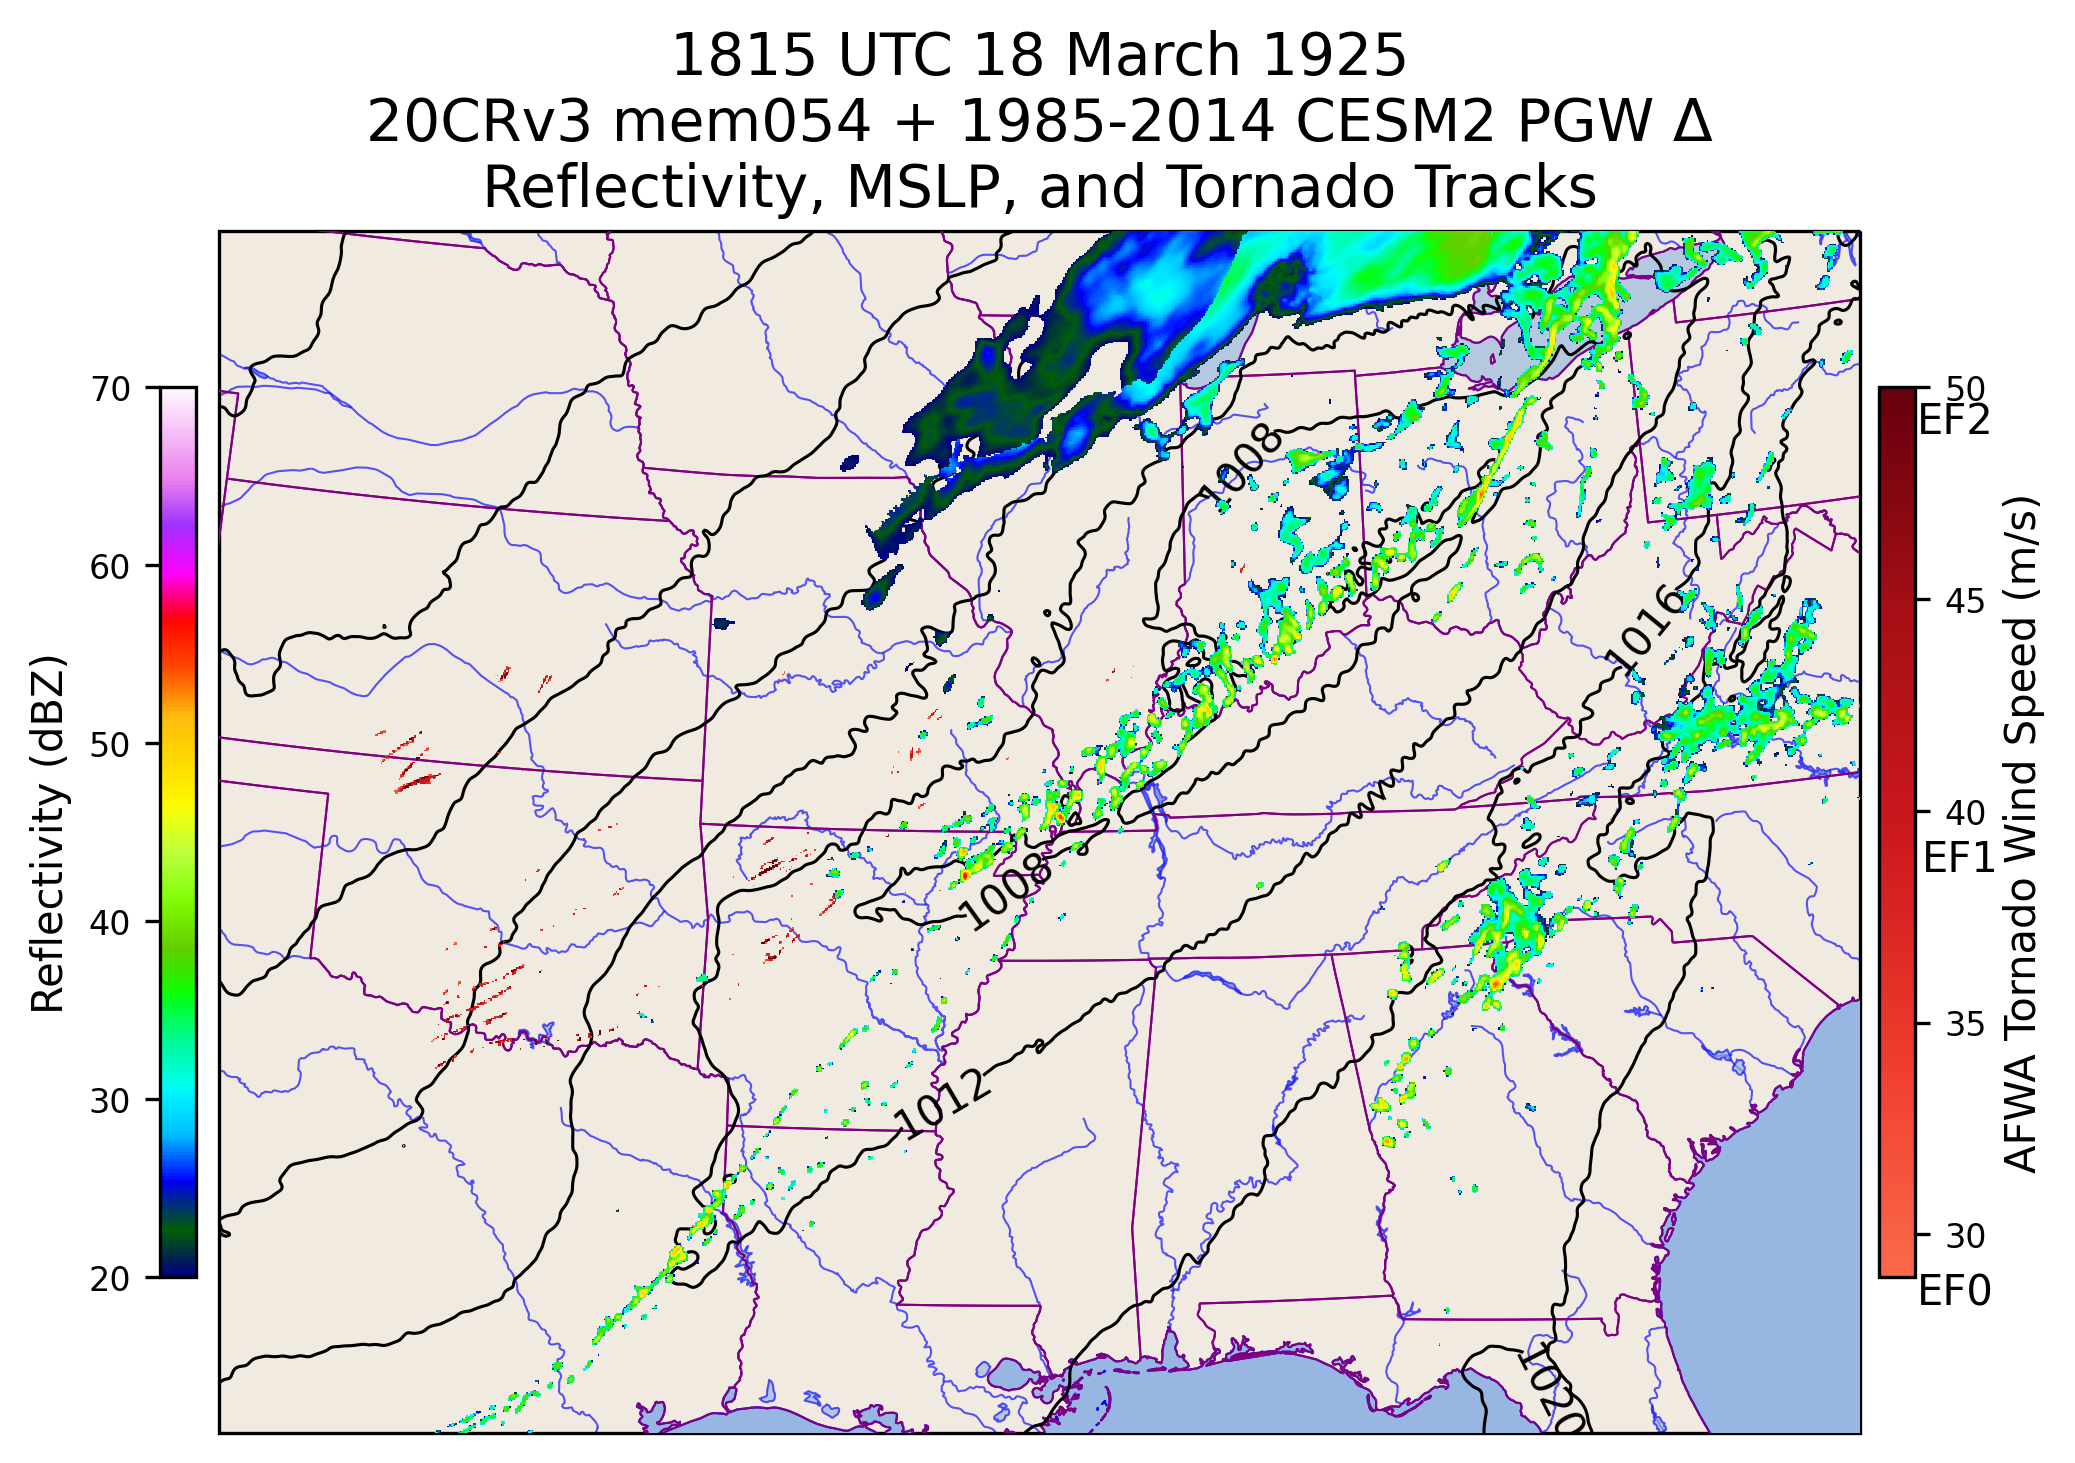 1815 UTC 18 March 1925
20CRv3 mem054 + 1985-2014 CESM2 PGW Δ
Reflectivity, MSLP, and Tornado Tracks
70
60
50
40
30
20
Reflectivity (dBZ)
1008
1016
1008
1012
1020
50
EF2
45
40
EF1
35
30
EF0
AFWA Tornado Wind Speed (m/s)